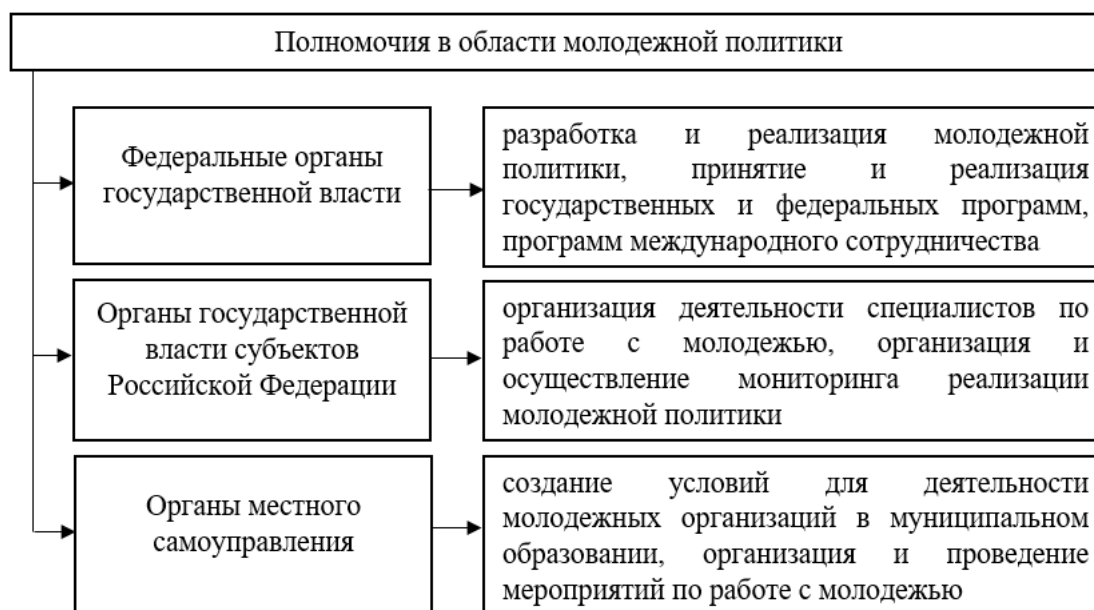 Полномочия в области молодежной политики
Федеральные органы
государственной власти
разработка и реализация молодежной
политики, принятие и реализация
государственных и федеральных программ,
программ международного сотрудничества
Органы государственной
власти субъектов
Российской Федерации
организация деятельности специалистов по
работе с молодежью, организация и
осуществление мониторинга реализации
молодежной политики
Органы местного
самоуправления
создание условий для деятельности
молодежных организаций в муниципальном
образовании, организация и проведение
мероприятий по работе с молодежью